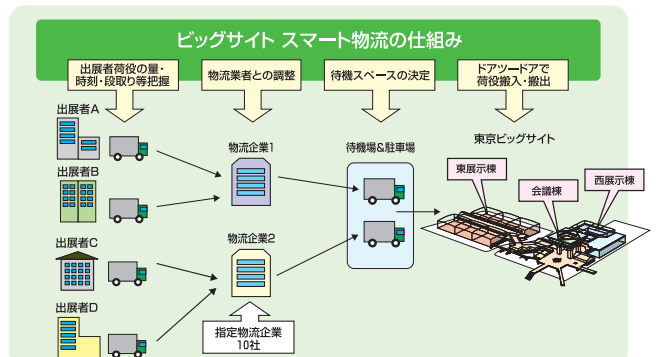 ビッグサイト スマート物流の仕組み
出展者荷役の量・
時刻・段取り等把握
物流業者との調整
待機スペースの決定
ドアツードアで
荷役搬入・搬出
出展者A
出展者B
出展者C
出展者D
物流企業1
物流企業2
指定物流企業
10社
待機場&駐車場
東京ビッグサイト
東展示棟
会議棟
西展示棟